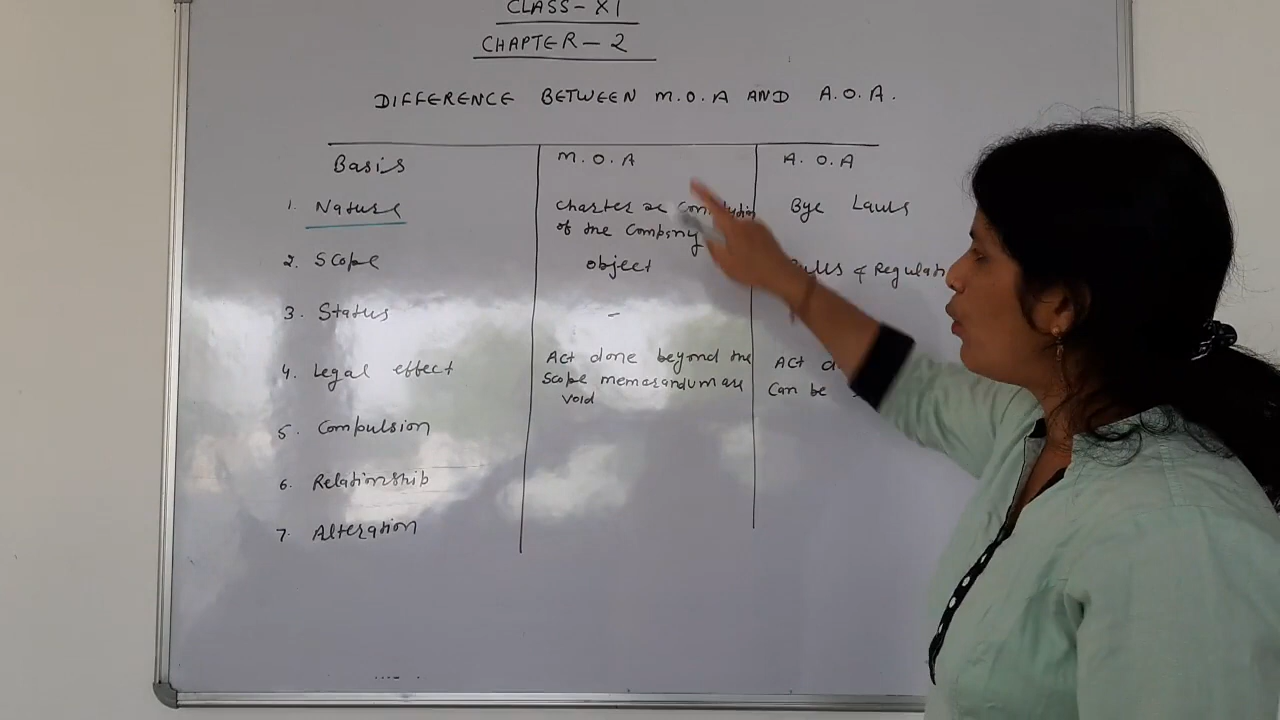 CLASS - XI
CHAPTER - 2
DIFFERENCE BETWEEN M.O.A AND A.O.A.
Basis M.O.A A.O.A
1. Nature Charter or of the Company Bye Laws
2. Scope object & Regulati
3. Status -
4. Legal effect Act done beyond the Scope memorandum are void Act Can be
5. Compulsion
6. Relationship
7. Alteration